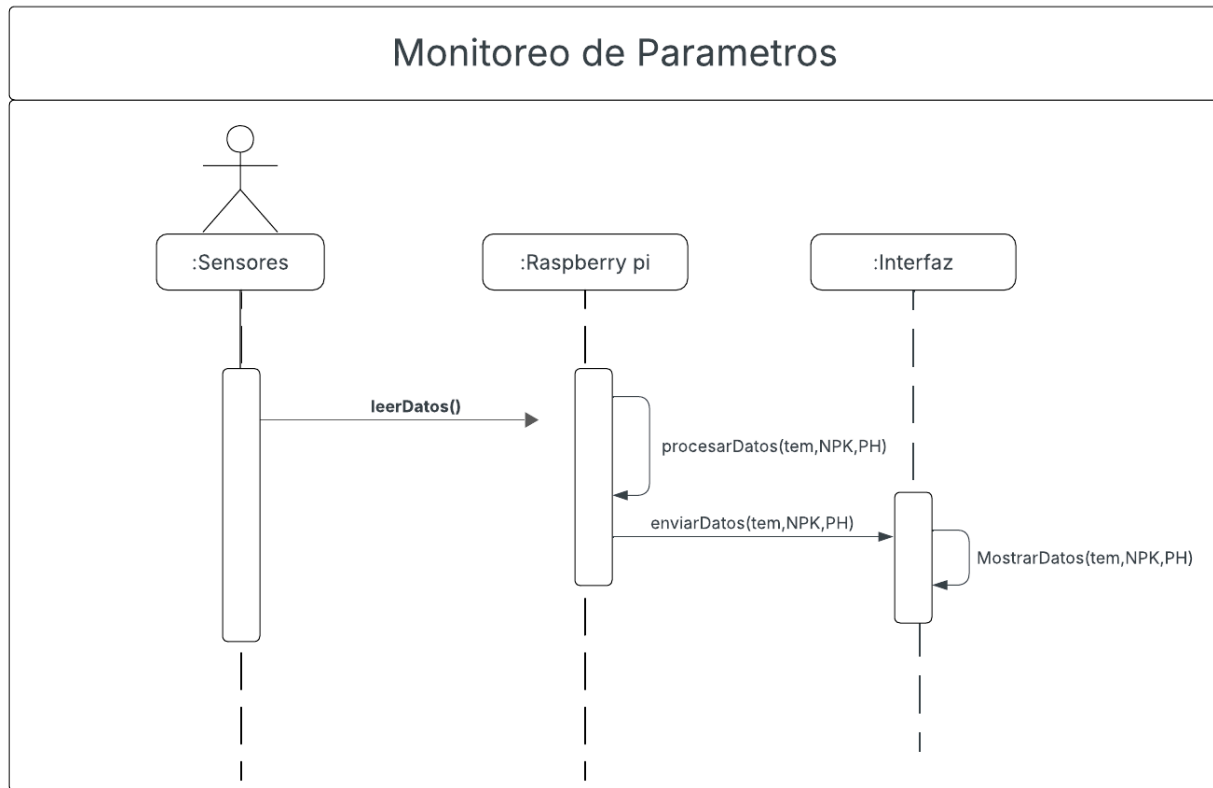 Monitoreo de Parametros
:Sensores
:Raspberry pi
:Interfaz
leerDatos()
procesarDatos(tem,NPK,PH)
enviarDatos(tem,NPK,PH)
MostrarDatos(tem,NPK,PH)